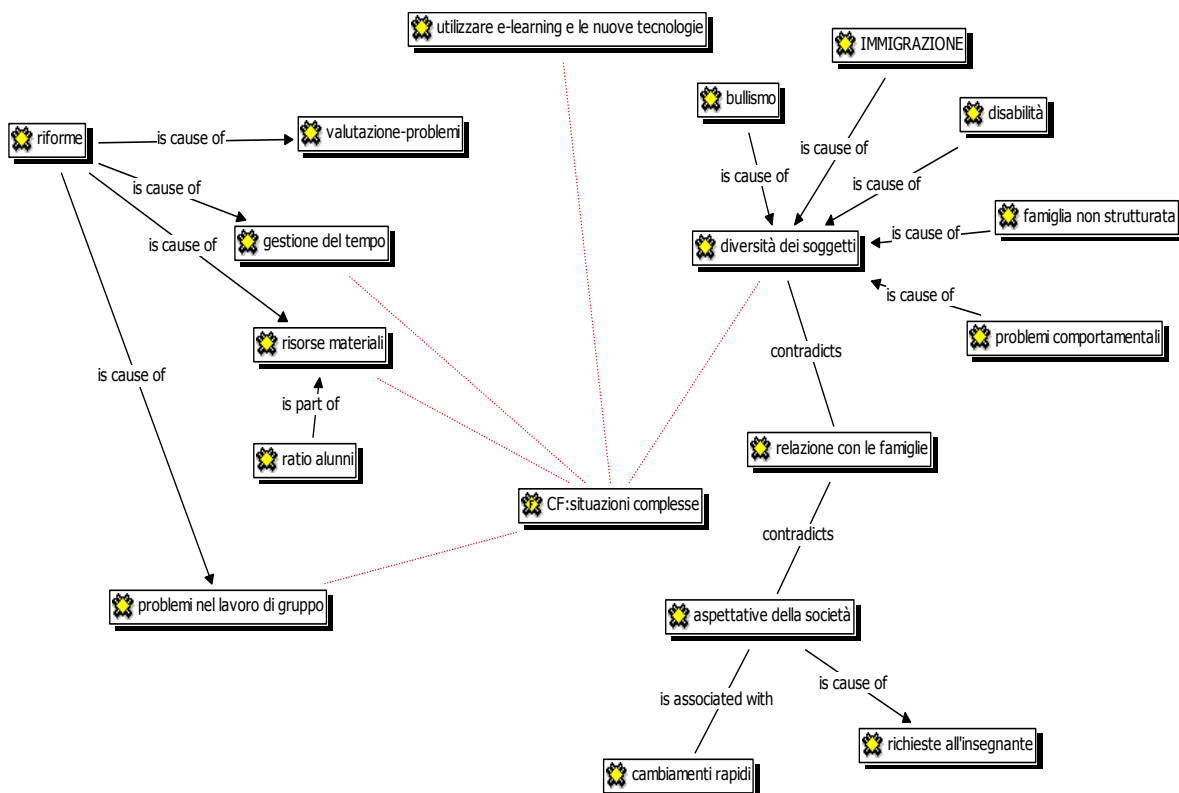 utilizzare e-learning e le nuove tecnologie
IMMIGRAZIONE
bullismo
disabilità
riforme
is cause of
valutazione-problemi
is cause of
is cause of
is cause of
is cause of
famiglia non strutturata
is cause of
gestione del tempo
is cause of
diversità dei soggetti
is cause of
is cause of
risorse materiali
problemi comportamentali
contradicts
is cause of
is part of
ratio alunni
relazione con le famiglie
F
CF:situazioni complesse
contradicts
problemi nel lavoro di gruppo
aspettative della società
is cause of
is associated with
richieste all'insegnante
cambiamenti rapidi